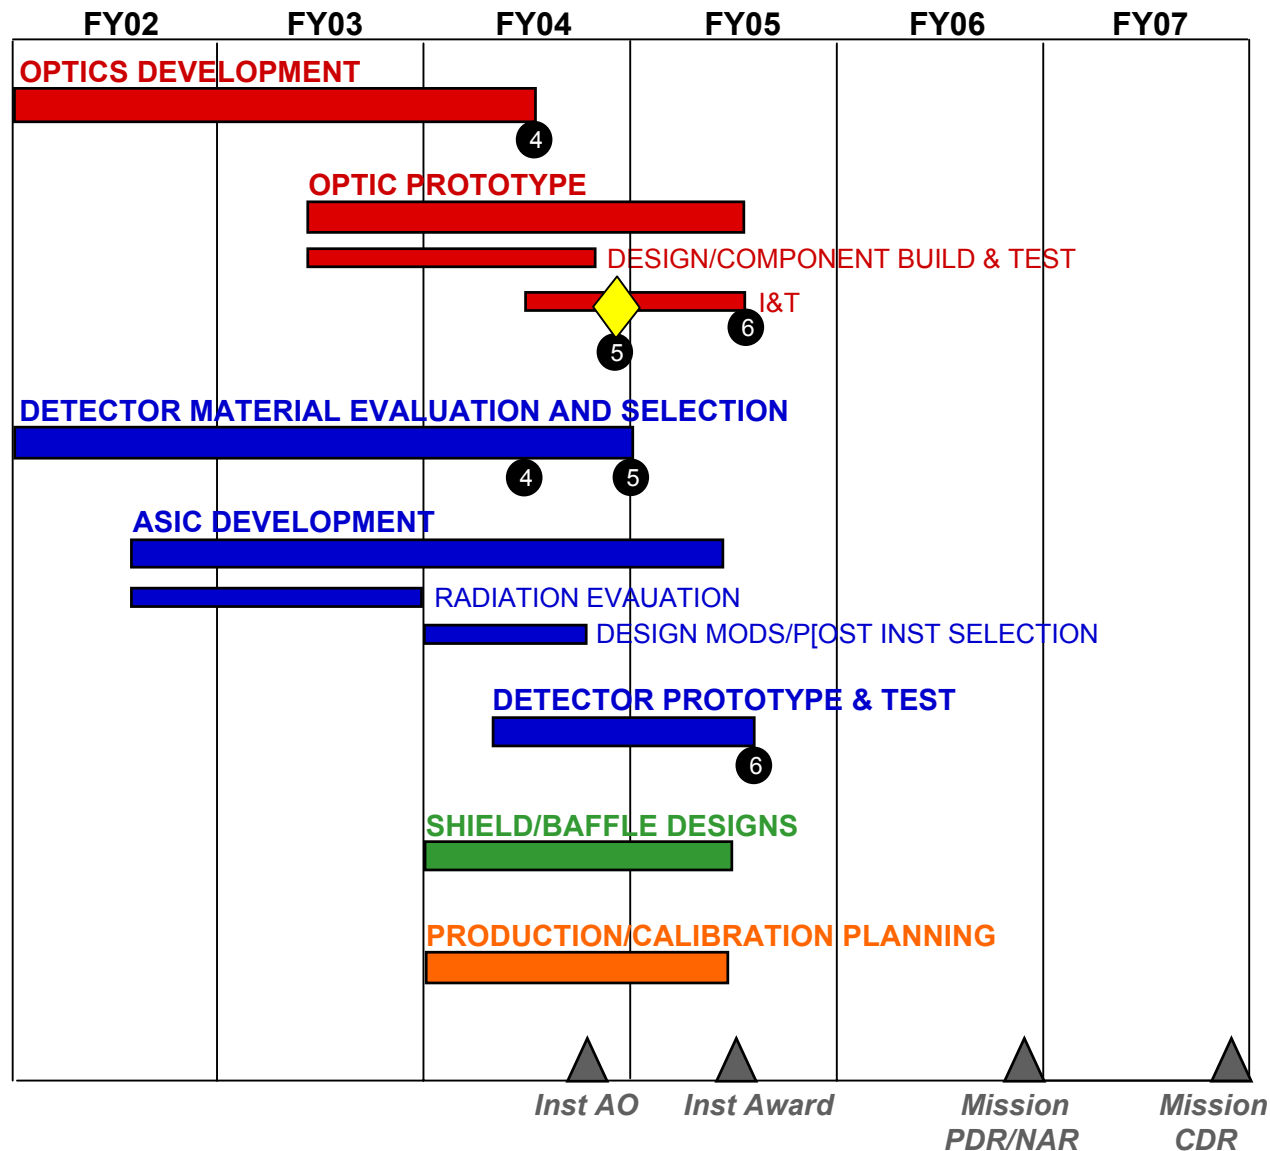 FY02 FY03 FY04 FY05 FY06 FY07
OPTICS DEVELOPMENT
4
OPTIC PROTOTYPE
DESIGN/COMPONENT BUILD & TEST
I&T
6
5
DETECTOR MATERIAL EVALUATION AND SELECTION
4 5
ASIC DEVELOPMENT
RADIATION EVAUATION
DESIGN MODS/P[OST INST SELECTION
DETECTOR PROTOTYPE & TEST
6
SHIELD/BAFFLE DESIGNS
PRODUCTION/CALIBRATION PLANNING
Inst AO Inst Award Mission Mission
PDR/NAR CDR